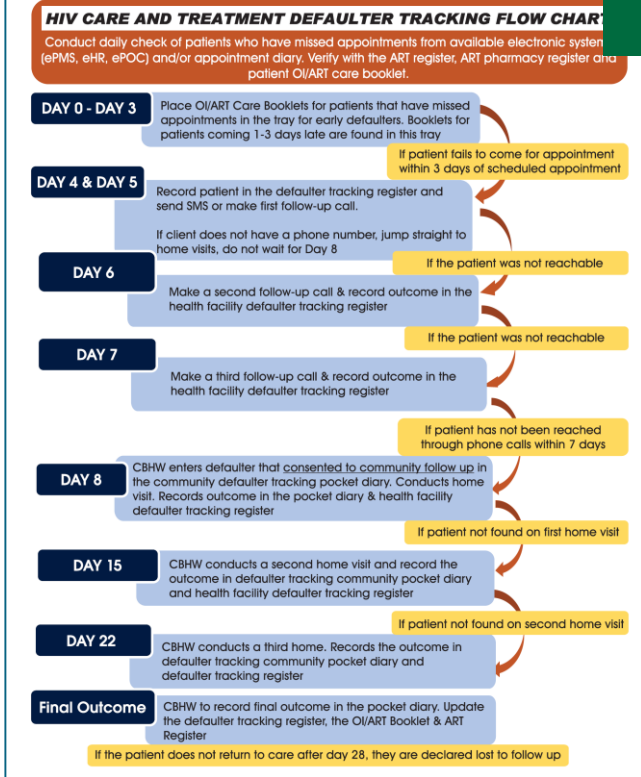 HIV CARE AND TREATMENT DEFAULTER TRACKING FLOW CHART
Conduct daily check of patients who have missed appointments from available electronic system
(ePMS, eHR, ePOC) and/or appointment diary. Verify with the ART register, ART pharmacy register and
patient OI/ART care booklet.
DAY 0 - DAY 3
Place OI/ART Care Booklets for patients that have missed
appointments in the tray for early defaulters. Booklets for
patients coming 1-3 days late are found in this tray
If patient fails to come for appointment
within 3 days of scheduled appointment
DAY 4 & DAY 5
Record patient in the defaulter tracking register and
send SMS or make first follow-up call.
If client does not have a phone number, jump straight to
home visits, do not wait for Day 8
If the patient was not reachable
DAY 6
Make a second follow-up call & record outcome in the
health facility defaulter tracking register
If the patient was not reachable
DAY 7
Make a third follow-up call & record outcome in the
health facility defaulter tracking register
If patient has not been reached
through phone calls within 7 days
DAY 8
CBHW enters defaulter that consented to community follow up in
the community defaulter tracking pocket diary. Conducts home
visit. Records outcome in the pocket diary & health facility
defaulter tracking register
If patient not found on first home visit
DAY 15
CBHW conducts a second home visit and record the
outcome in defaulter tracking community pocket diary
and health facility defaulter tracking register
If patient not found on second home visit
DAY 22
CBHW conducts a third home. Records the outcome in
defaulter tracking community pocket diary and
defaulter tracking register
Final Outcome
CBHW to record final outcome in the pocket diary. Update
the defaulter tracking register, the OI/ART Booklet & ART
Register
If the patient does not return to care after day 28, they are declared lost to follow up